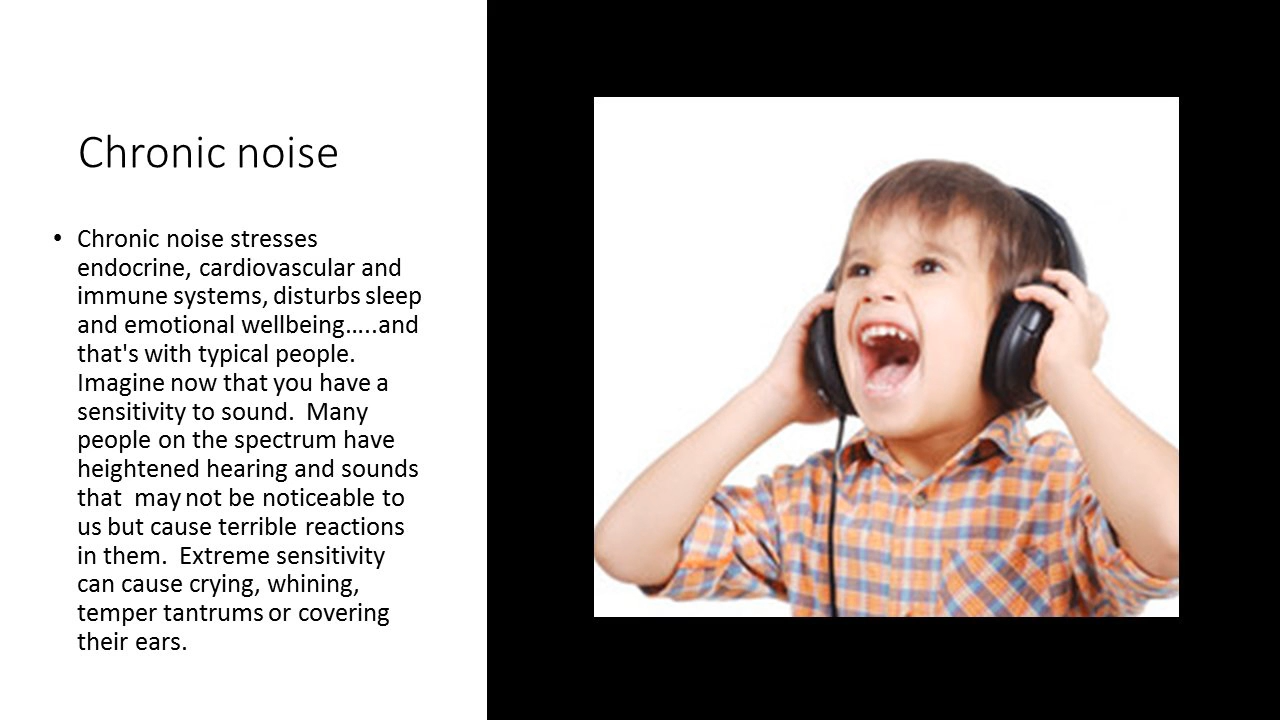 Chronic noise
• Chronic noise stresses
endocrine, cardiovascular and
immune systems, disturbs sleep
and emotional wellbeing…..and
that's with typical people.
Imagine now that you have a
sensitivity to sound.  Many
people on the spectrum have
heightened hearing and sounds
that  may not be noticeable to
us but cause terrible reactions
in them.  Extreme sensitivity
can cause crying, whining,
temper tantrums or covering
their ears.